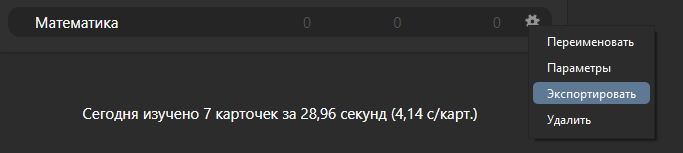 Математика 0 0 0
Переименовать
Параметры
Экспортировать
Удалить
Сегодня изучено 7 карточек за 28,96 секунд (4,14 с/карт.)